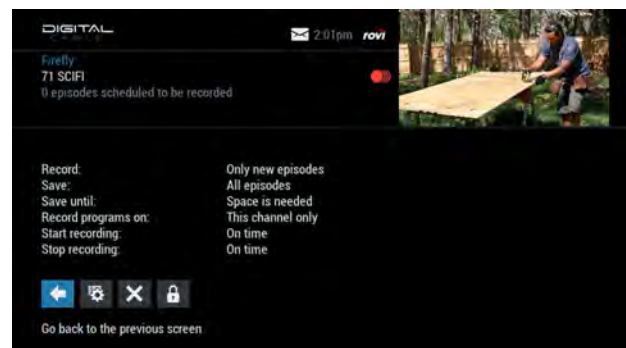 DIGITAL
CABLE
2:01pm rovi
Firefly
71 SCIFI
0 episodes scheduled to be recorded
Record: Only new episodes
Save: All episodes
Save until: Space is needed
Record programs on: This channel only
Start recording: On time
Stop recording: On time
Go back to the previous screen